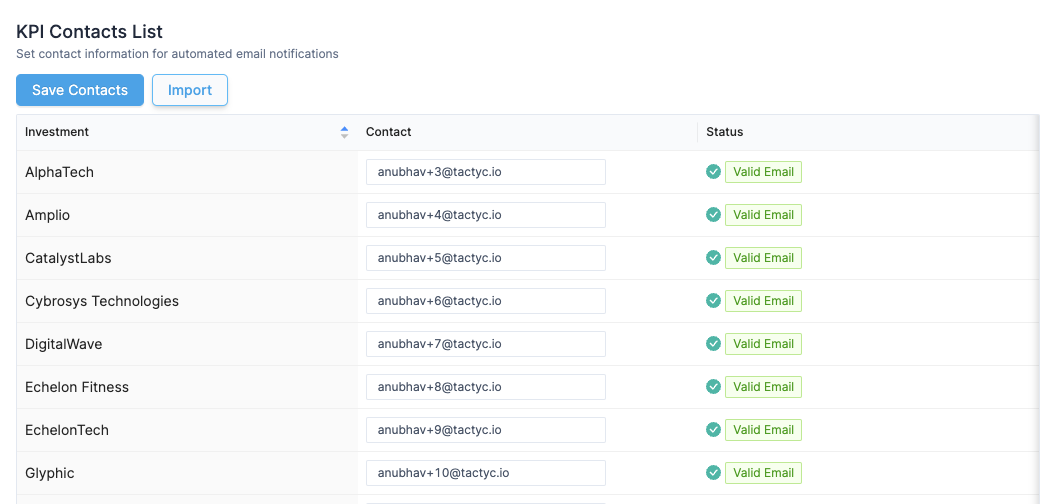 KPI Contacts List
Set contact information for automated email notifications
Save Contacts Import
Investment Contact Status
AlphaTech anubhav+3@tactyc.io Valid Email
Amplio anubhav+4@tactyc.io Valid Email
CatalystLabs anubhav+5@tactyc.io Valid Email
Cybrosys Technologies anubhav+6@tactyc.io Valid Email
DigitalWave anubhav+7@tactyc.io Valid Email
Echelon Fitness anubhav+8@tactyc.io Valid Email
EchelonTech anubhav+9@tactyc.io Valid Email
Glyphic anubhav+10@tactyc.io Valid Email